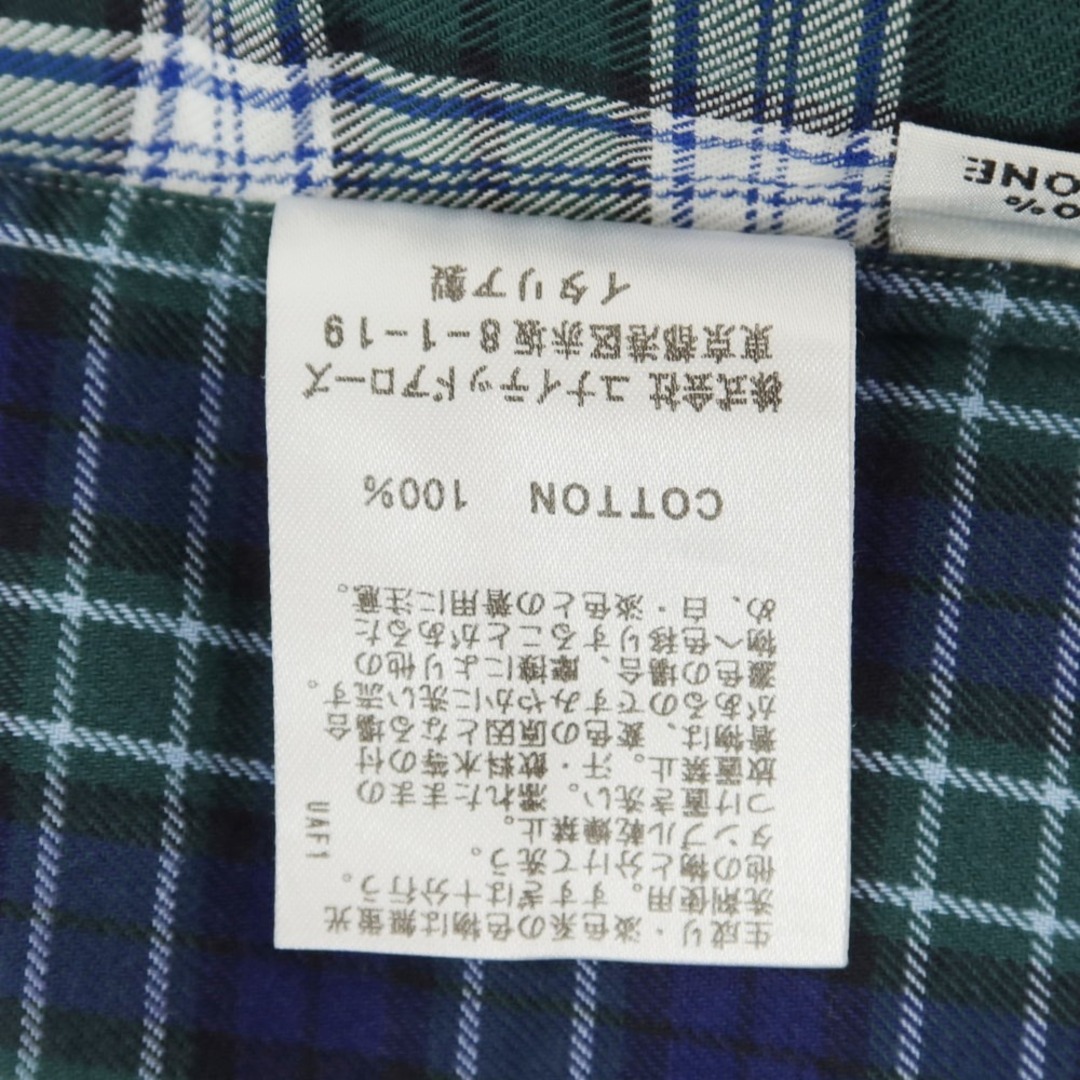 生成り・淡色系の色物は無蛍光
洗剤使用。すすぎは十分行う。
他の物と分けて洗う。
タンブル乾燥禁止。
つけ置き洗い。濡れたままの
放置禁止。汗・飲料水等の付
着物は、変色の原因となる場合
があるのですみやかに洗い流す。
濃色の場合、摩擦により他の
物へ色移りすることがあるた
め、白・淡色との着用に注意。
UAF1
COTTON 100%
株式会社 ユナイテッドアローズ
東京都港区赤坂8-1-19
イタリア製
0%
ONE